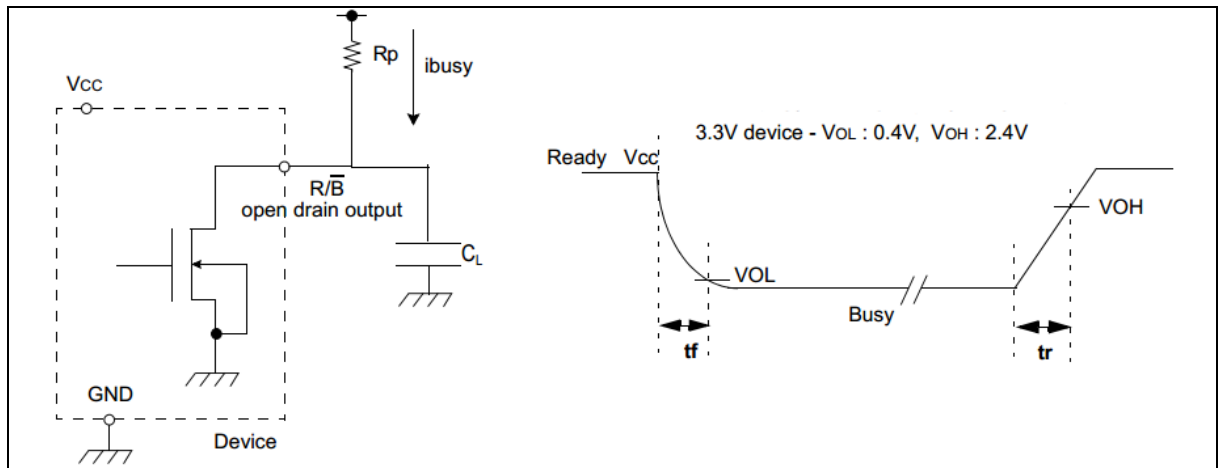 Rp
ibusy
VCC
R/B̅
open drain output
CL
GND
Device
3.3V device - VOL : 0.4V, VOH : 2.4V
Ready Vcc
VOH
VOL
Busy
tf
tr